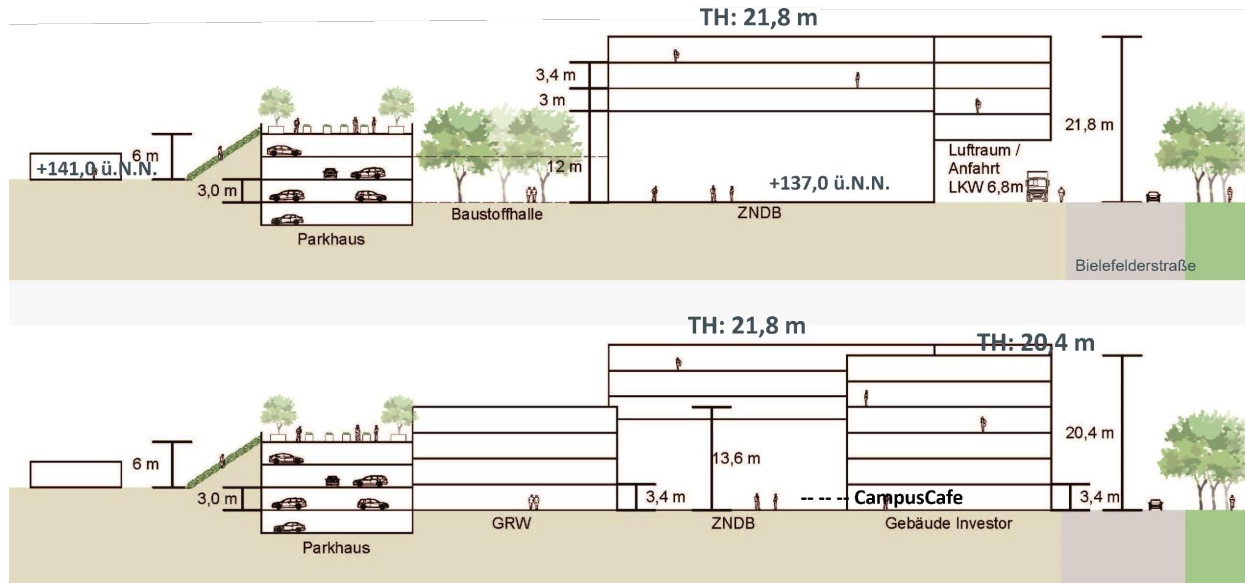 TH: 21,8 m
3,4 m
3 m
12 m
21,8 m
6 m
+141,0 ü.N.N.
3,0 m
+137,0 ü.N.N.
Luftraum /
Anfahrt
LKW 6,8m
Baustoffhalle
ZNDB
Parkhaus
Bielefelderstraße
TH: 21,8 m
TH: 20,4 m
20,4 m
6 m
13,6 m
3,0 m
3,4 m
-- -- -- CampusCafe
3,4 m
GRW
ZNDB
Gebäude Investor
Parkhaus